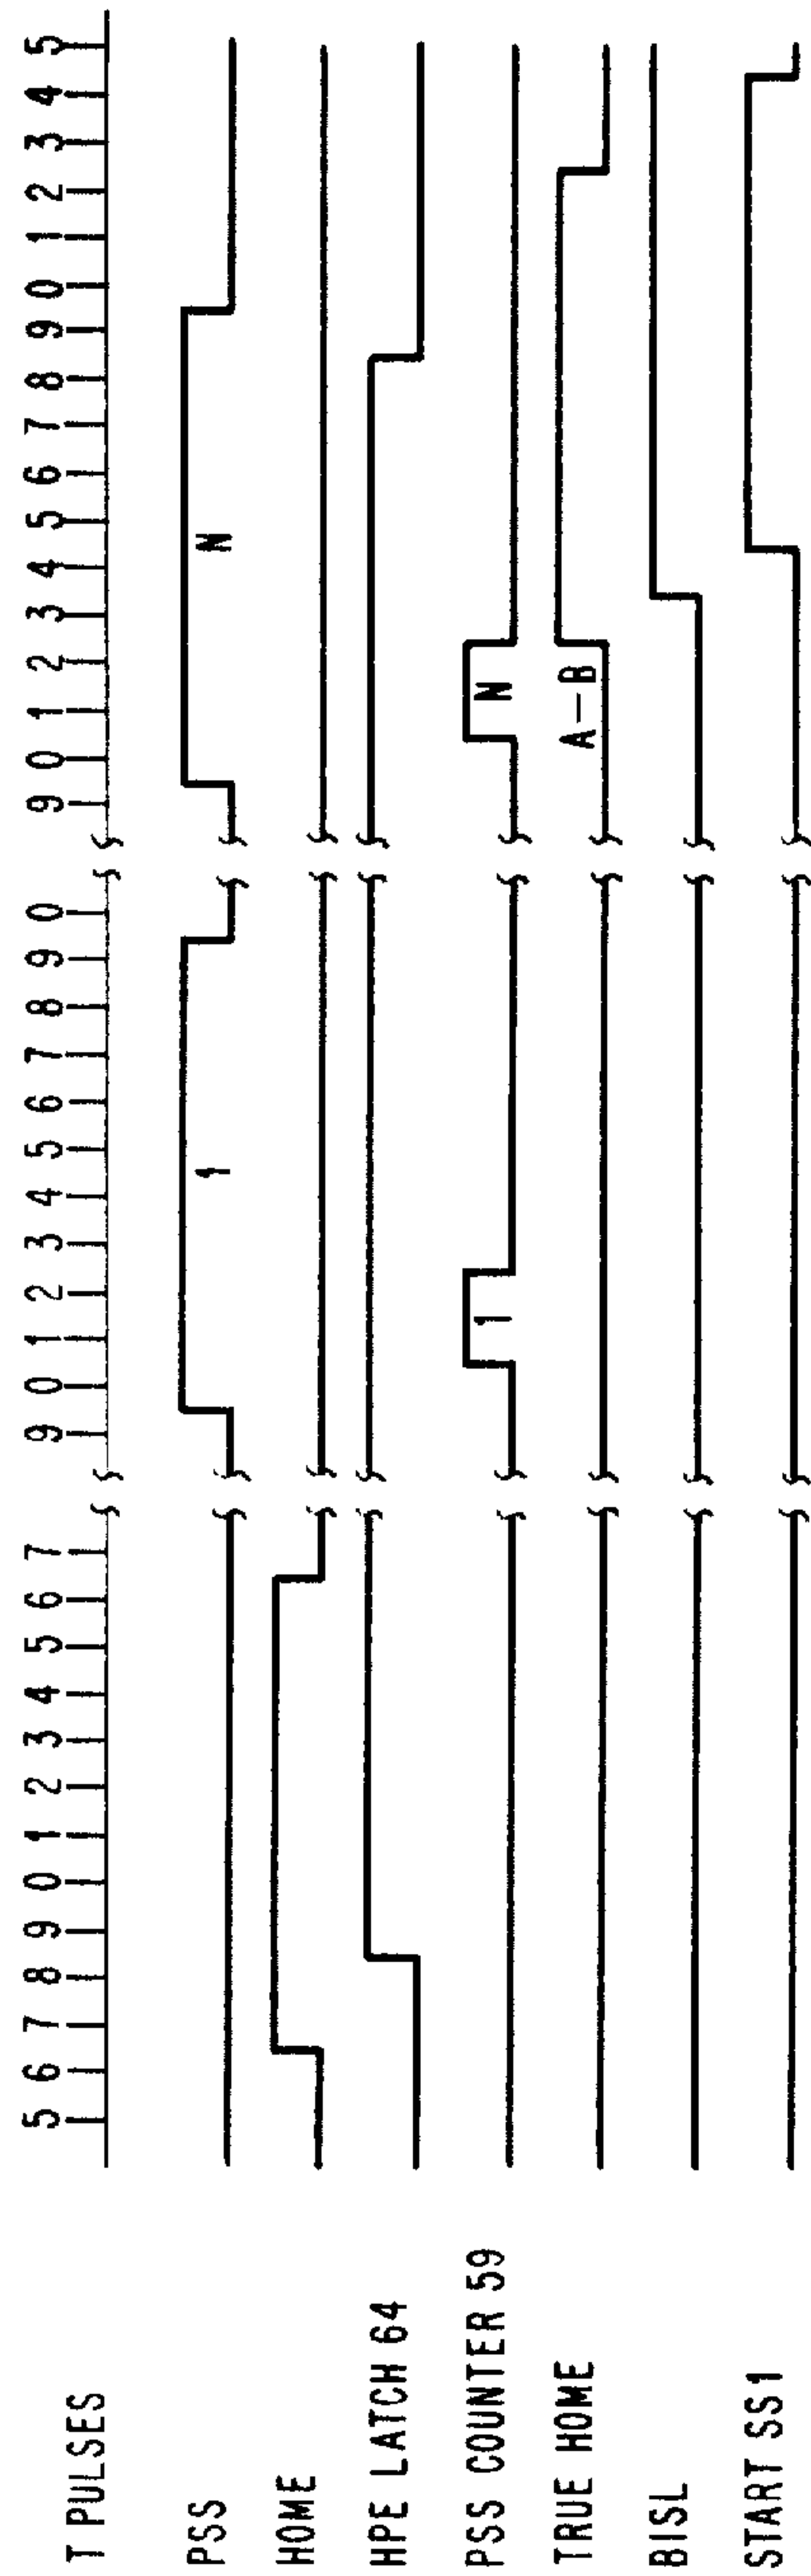 T PULSES 5 6 7 8 9 0 1 2 3 4 5 6 7 9 0 1 2 3 4 5 6 7 8 9 0 9 0 1 2 3 4 5 6 7 8 9 0 1 2 3 4 5
PSS 1 N
HOME
HPE LATCH 64
PSS COUNTER 59 1 N
TRUE HOME A-B
BISL
START SS1